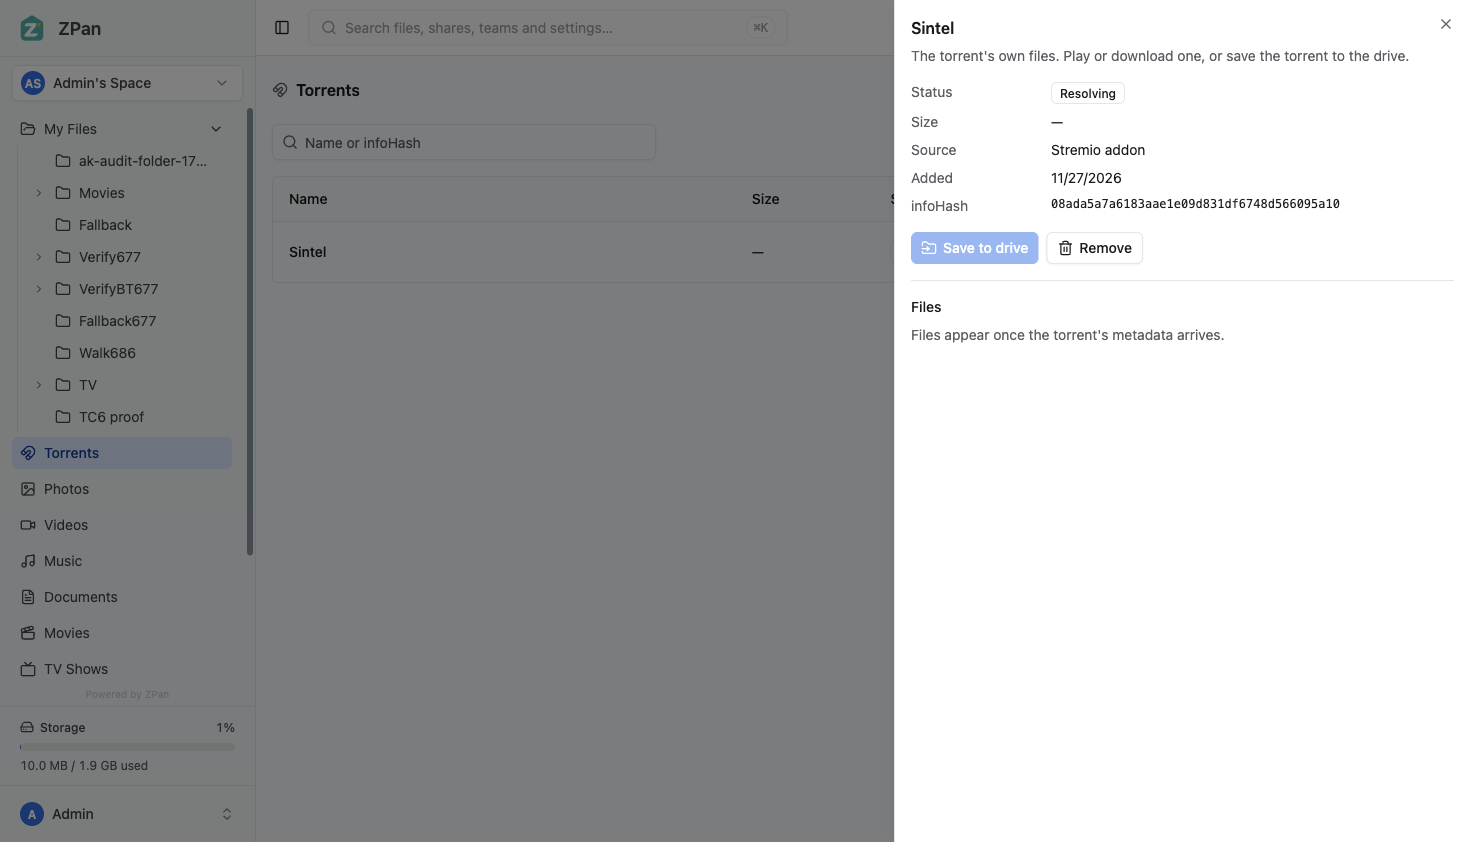 ZPan
Admin's Space
My Files
ak-audit-folder-17...
Movies
Fallback
Verify677
VerifyBT677
Fallback677
Walk686
TV
TC6 proof
Torrents
Photos
Videos
Music
Documents
Movies
TV Shows
Powered by ZPan
Storage 1%
10.0 MB / 1.9 GB used
A Admin
Search files, shares, teams and settings... ⌘K
Torrents
Name or infoHash
Name Size
Sintel —
Sintel
The torrent's own files. Play or download one, or save the torrent to the drive.
Status Resolving
Size —
Source Stremio addon
Added 11/27/2026
infoHash 08ada5a7a6183aae1e09d831df6748d566095a10
Save to drive Remove
Files
Files appear once the torrent's metadata arrives.